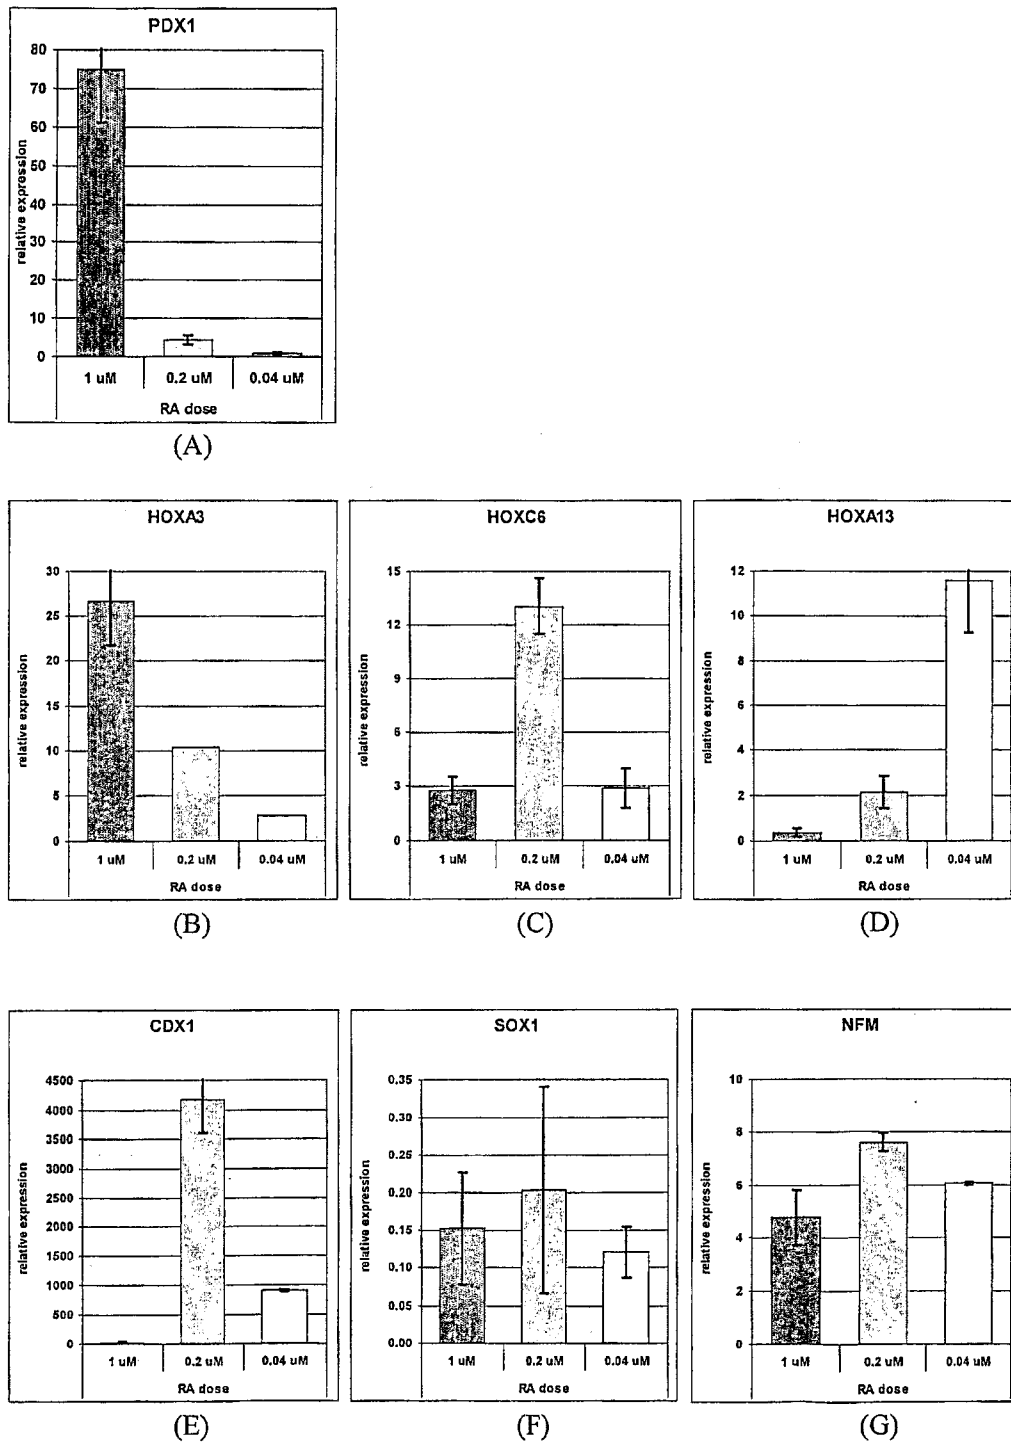 PDX1
80
70
60
50
40
30
20
10
0
relative expression
1 uM 0.2 uM 0.04 uM
RA dose
(A)
HOXA3
30
25
20
15
10
5
0
relative expression
1 uM 0.2 uM 0.04 uM
RA dose
(B)
HOXC6
15
12
9
6
3
0
relative expression
1 uM 0.2 uM 0.04 uM
RA dose
(C)
HOXA13
12
10
8
6
4
2
0
relative expression
1 uM 0.2 uM 0.04 uM
RA dose
(D)
CDX1
4500
4000
3500
3000
2500
2000
1500
1000
500
0
relative expression
1 uM 0.2 uM 0.04 uM
RA dose
(E)
SOX1
0.35
0.30
0.25
0.20
0.15
0.10
0.05
0.00
relative expression
1 uM 0.2 uM 0.04 uM
RA dose
(F)
NFM
10
8
6
4
2
0
relative expression
1 uM 0.2 uM 0.04 uM
RA dose
(G)